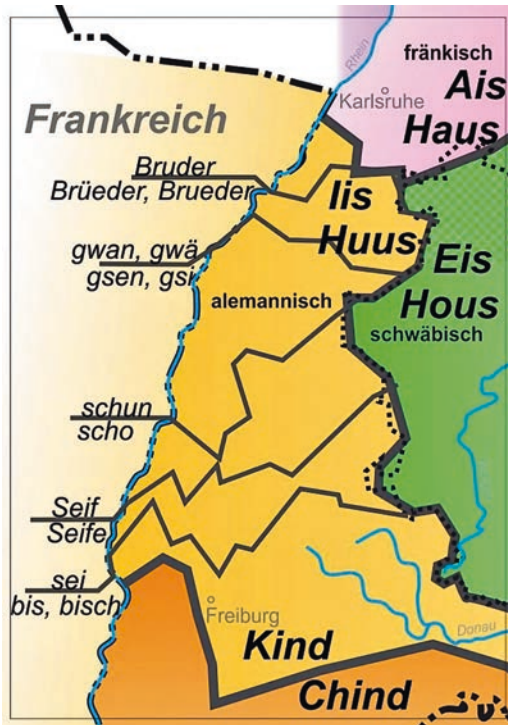 Rhein
fränkisch
Karlsruhe
Ais
Haus
Frankreich
Bruder
Brüeder, Brueder
Iis
Huus
gwan, gwä
gsen, gsi
Eis
Hous
alemannisch
schwäbisch
schun
scho
Seif
Seife
sei
bis, bisch
Freiburg
Donau
Kind
Chind